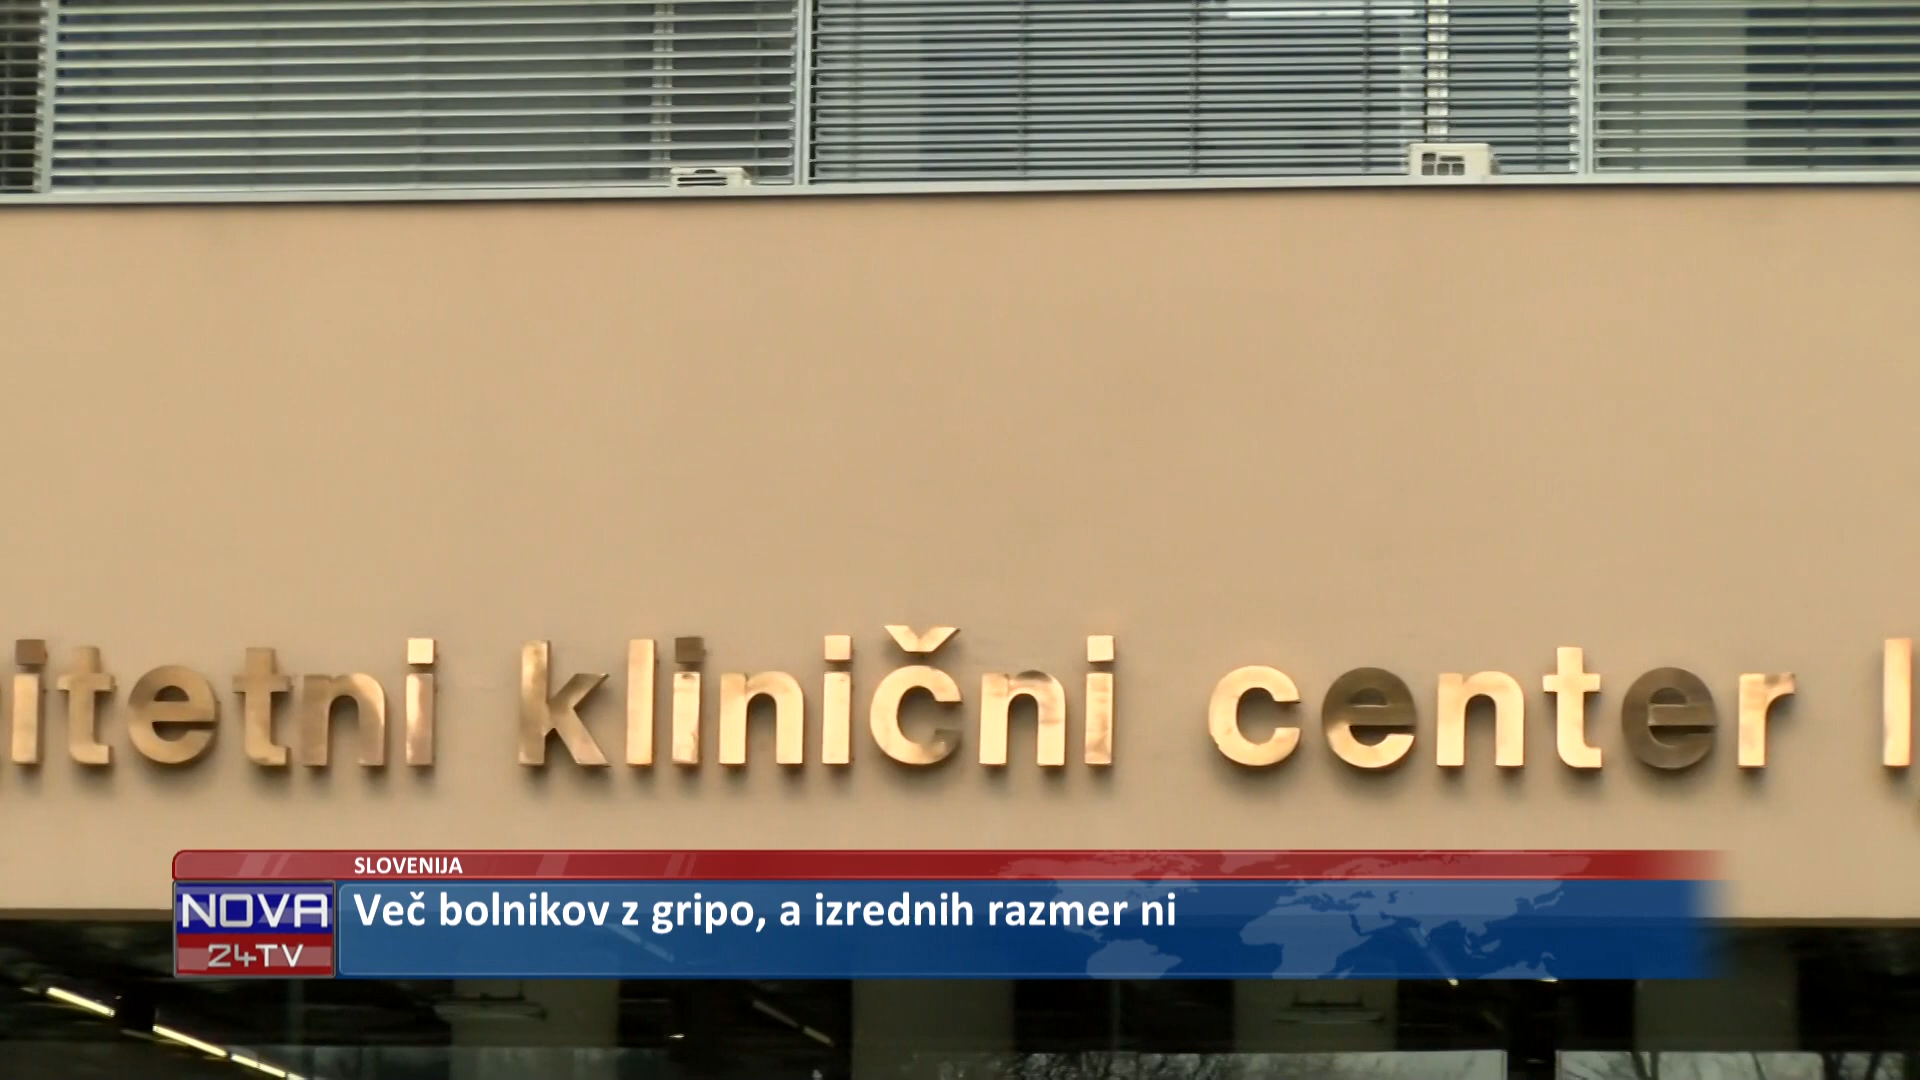 itetni klinični center l
SLOVENIJA
NOVA
24TV
Več bolnikov z gripo, a izrednih razmer ni